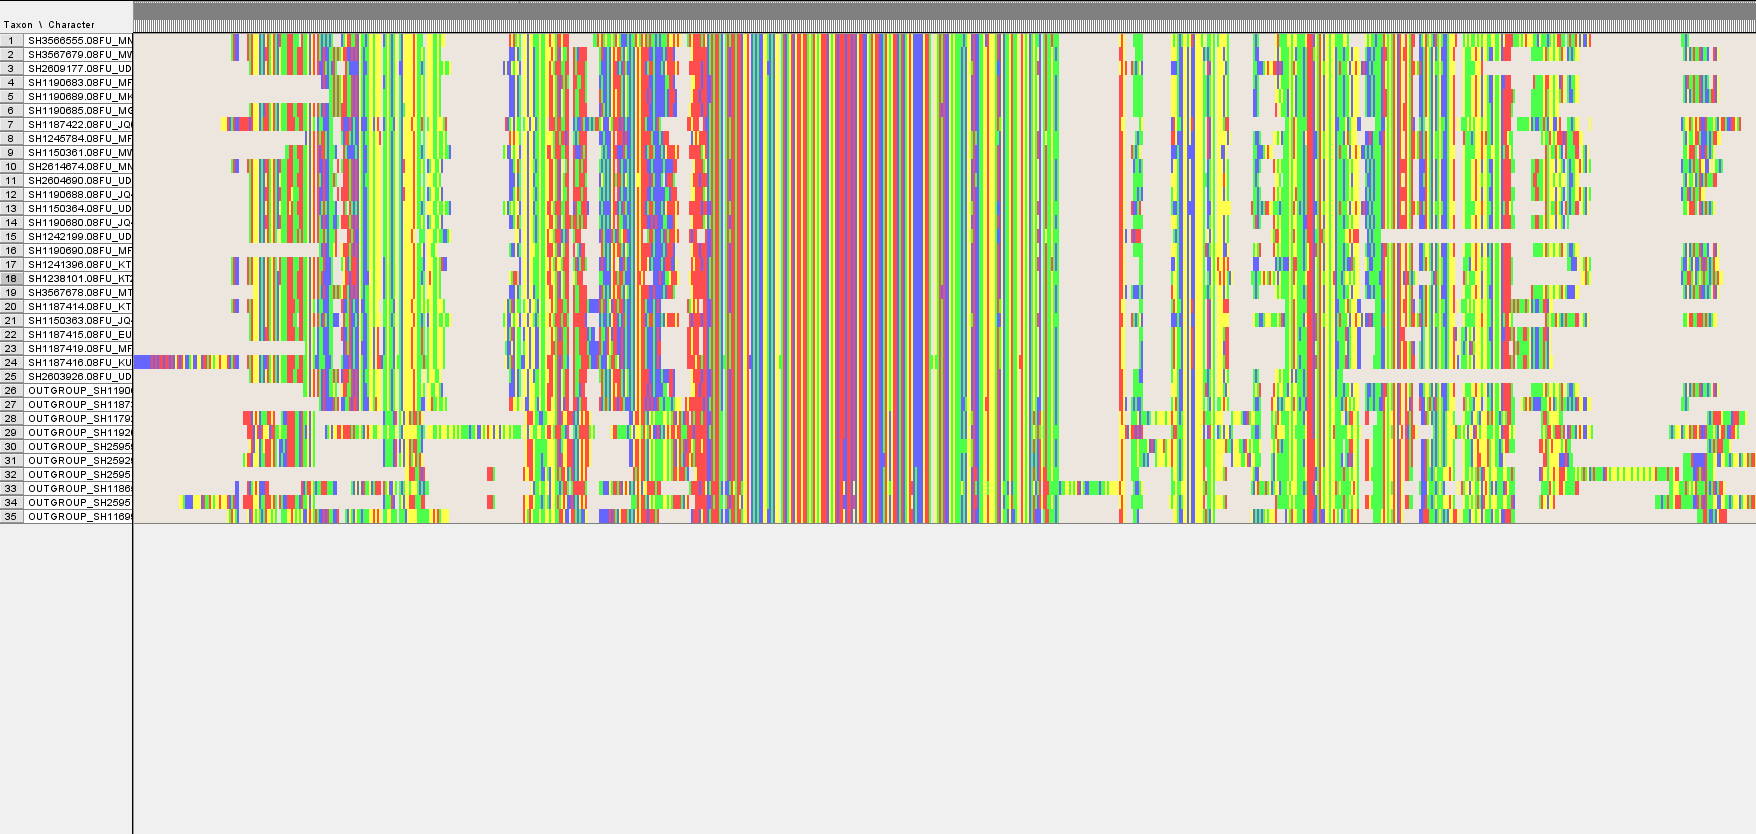 Taxon \ Character
1 SH3566555.08FU_MN
2 SH3567679.08FU_MW
3 SH2609177.08FU_UD
4 SH1190683.08FU_MF
5 SH1190689.08FU_MK
6 SH1190685.08FU_MG
7 SH1187422.08FU_JQ
8 SH1245784.08FU_MF
9 SH1150361.08FU_MW
10 SH2614674.08FU_MN
11 SH2604690.08FU_UD
12 SH1190688.08FU_JQ
13 SH1150364.08FU_UD
14 SH1190680.08FU_JQ
15 SH1242199.08FU_UD
16 SH1190690.08FU_MF
17 SH1241396.08FU_KT
18 SH1238101.08FU_KT
19 SH3567678.08FU_MT
20 SH1187414.08FU_KT
21 SH1150363.08FU_JQ
22 SH1187415.08FU_EU
23 SH1187419.08FU_MF
24 SH1187416.08FU_KU
25 SH2603926.08FU_UD
26 OUTGROUP_SH1190
27 OUTGROUP_SH1187
28 OUTGROUP_SH1179
29 OUTGROUP_SH1192
30 OUTGROUP_SH2595
31 OUTGROUP_SH2592
32 OUTGROUP_SH2595
33 OUTGROUP_SH1186
34 OUTGROUP_SH2595
35 OUTGROUP_SH1169